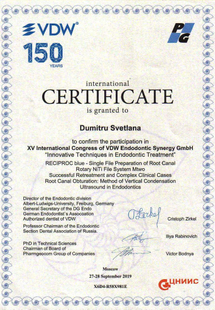 VDW®
150
YEARS
PG
international
CERTIFICATE
is granted to
Dumitru Svetlana
to confirm the participation in
XV International Congress of VDW Endodontic Synergy GmbH
"Innovative Techniques in Endodontic Treatment"
RECIPROC blue - Single File Preparation of Root Canal
Rotary NiTi File System Mtwo
Successful Retreatment and Complex Clinical Cases
Root Canal Obturation: Method of Vertical Condensation
Ultrasound in Endodontics
Director of the Endodontic division
Albert Ludwigs University, Freiburg, Germany
General Secretary of the DG Endo
German Endodontist's Association
Authorized dentist of VDW
Cristoph Zirkel
Professor Chairman of the Endodontic
Section Dental Association of Russia
Iliya Rabinovich
PhD in Technical Sciences
Chairman of Board of
Pharmgeocom Group of Companies
Victor Bodnya
Moscow
27-28 September 2019
ЦНИИС